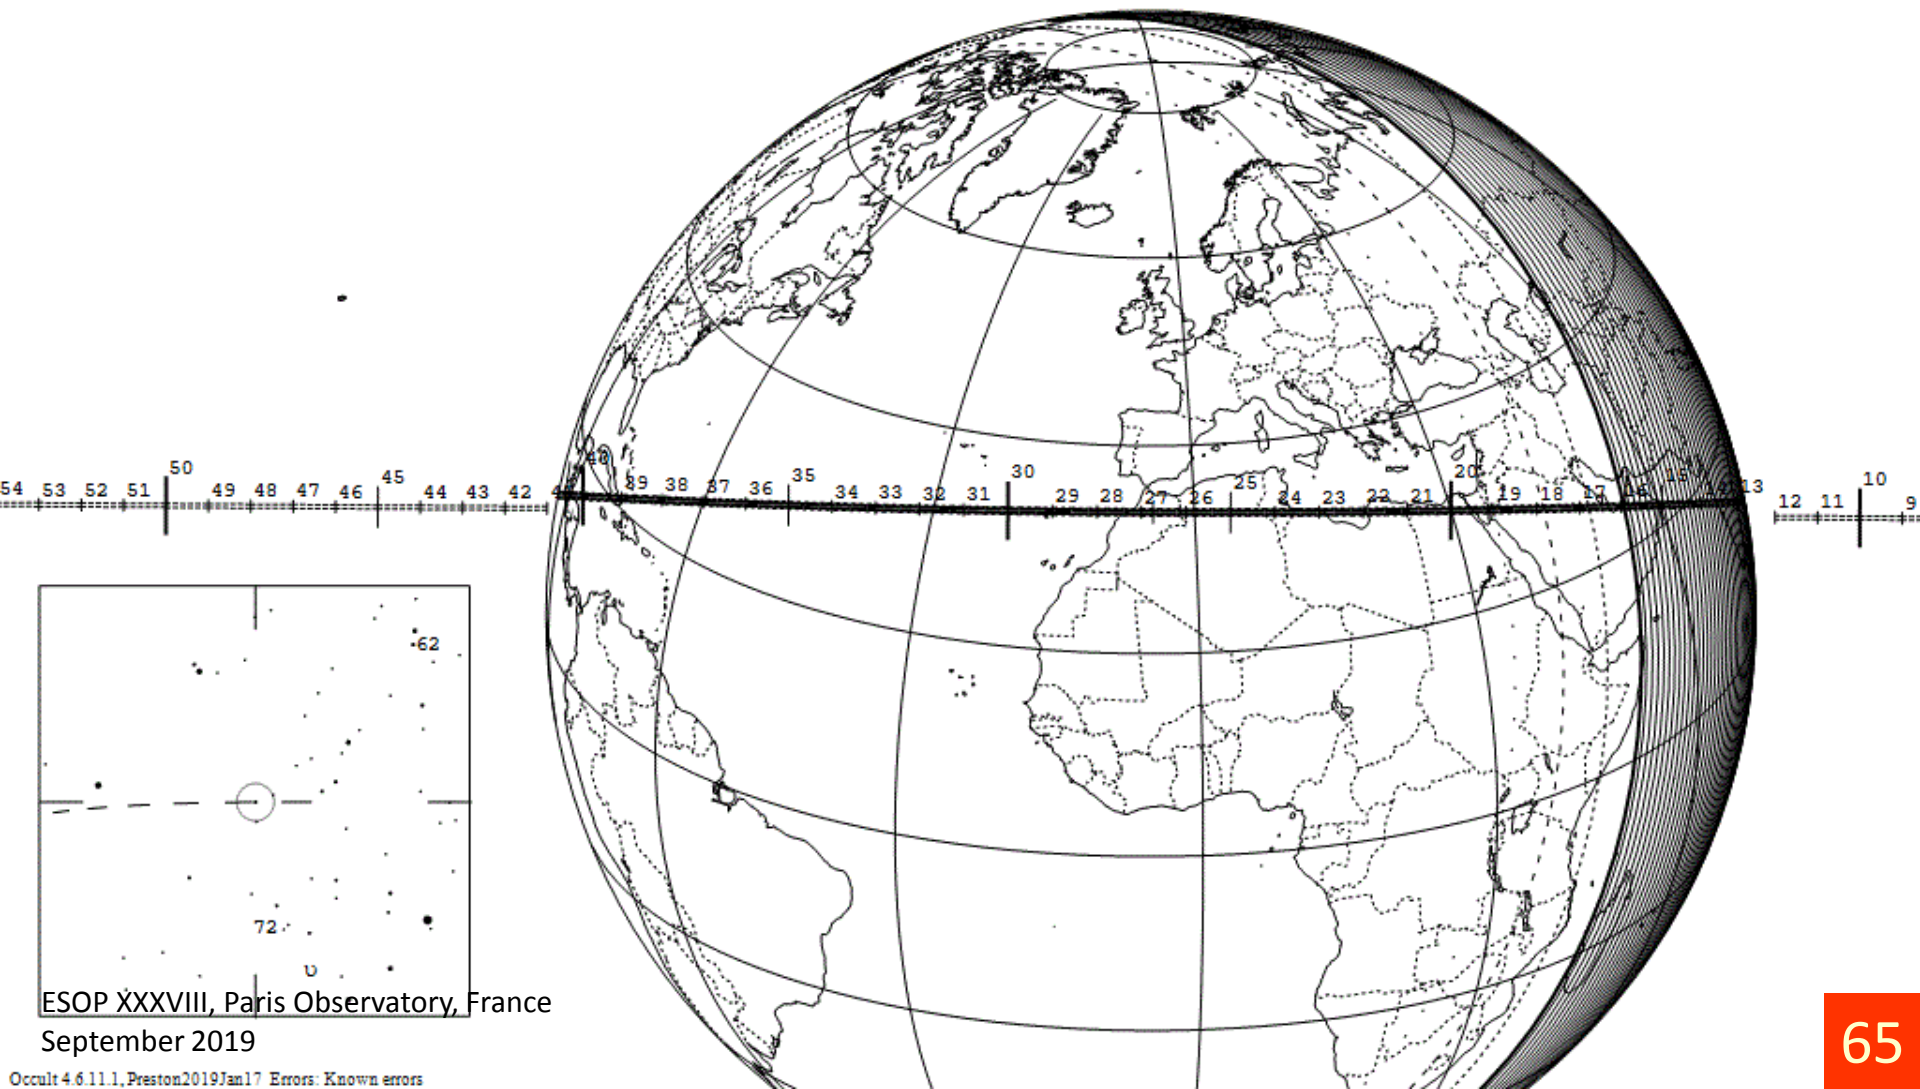 50
45
40
35
30
25
20
15
10
54 53 52 51 49 48 47 46 44 43 42 39 38 37 36 34 33 32 31 29 28 27 26 24 23 22 21 19 18 17 16 13 12 11 9
-62
72
υ
ESOP XXXVIII, Paris Observatory, France
September 2019
65
Occult 4.6.11.1, Preston2019Jan17 Errors: Known errors